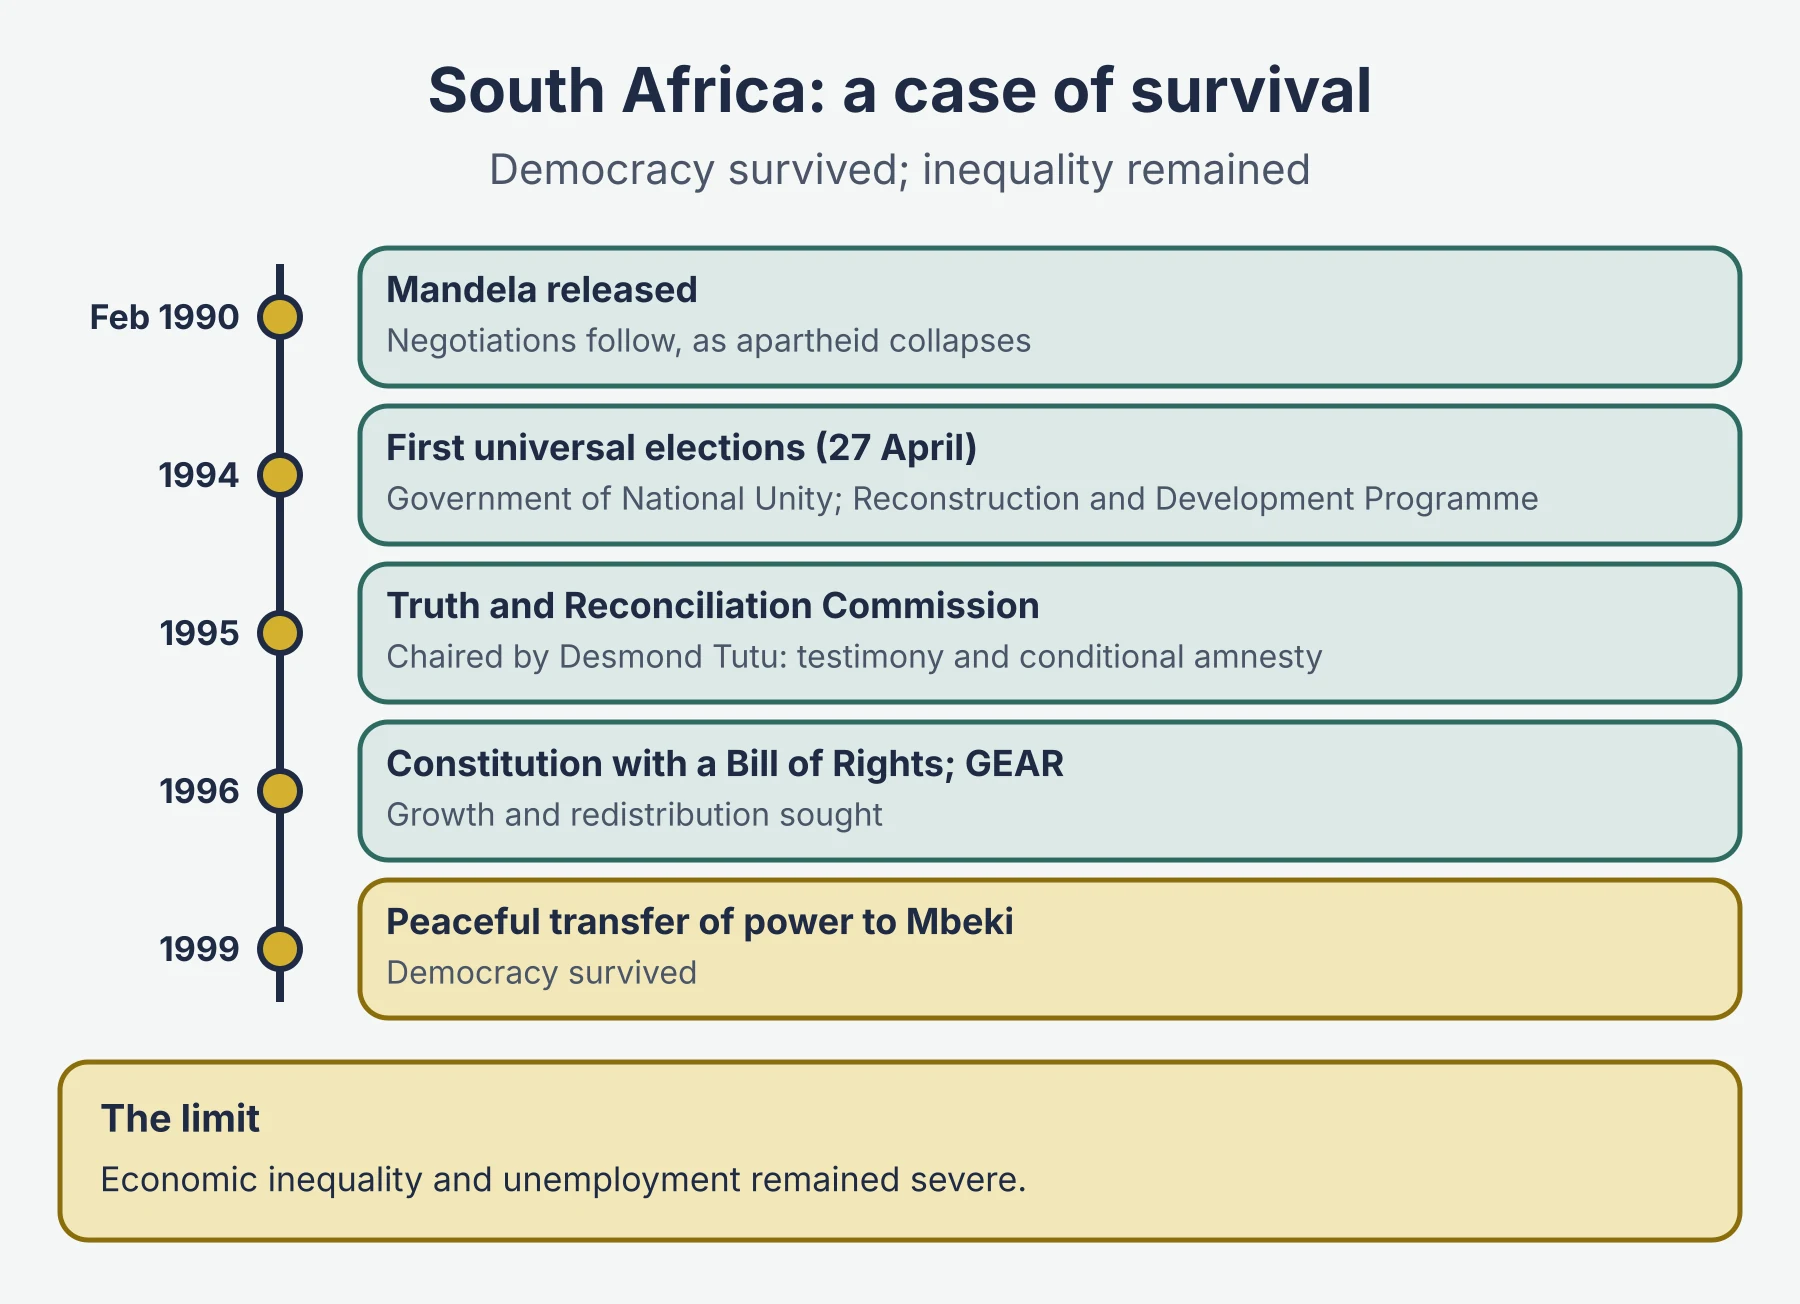 South Africa: a case of survival
Democracy survived; inequality remained
Feb 1990
Mandela released
Negotiations follow, as apartheid collapses
1994
First universal elections (27 April)
Government of National Unity; Reconstruction and Development Programme
1995
Truth and Reconciliation Commission
Chaired by Desmond Tutu: testimony and conditional amnesty
1996
Constitution with a Bill of Rights; GEAR
Growth and redistribution sought
1999
Peaceful transfer of power to Mbeki
Democracy survived
The limit
Economic inequality and unemployment remained severe.